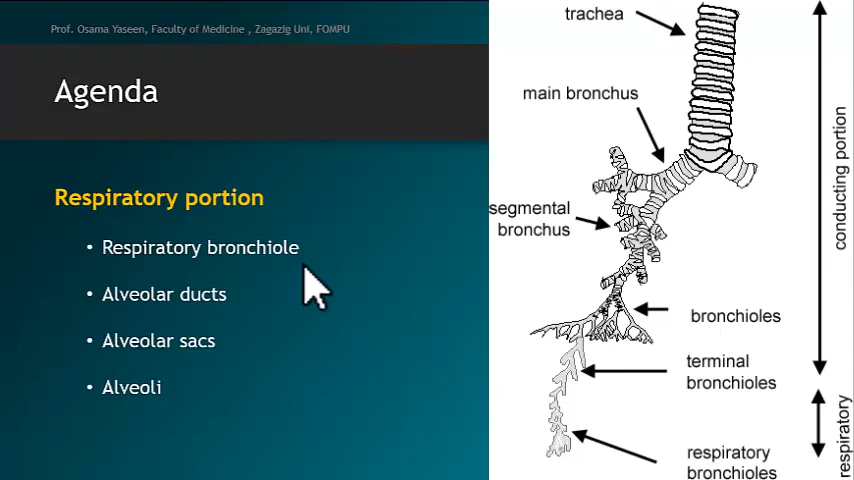 Prof. Osama Yaseen, Faculty of Medicine , Zagazig Uni, FOMPU
Agenda
Respiratory portion
• Respiratory bronchiole
• Alveolar ducts
• Alveolar sacs
• Alveoli
trachea
main bronchus
segmental
bronchus
bronchioles
terminal
bronchioles
respiratory
bronchioles
conducting portion
respiratory